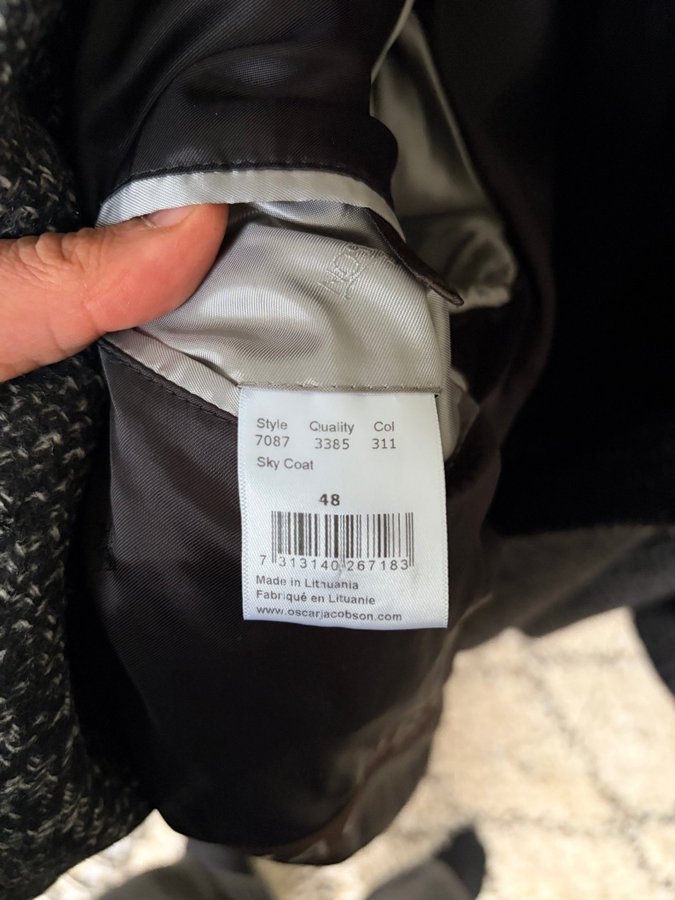 Style Quality Col
7087 3385 311
Sky Coat
48
7 313140 267183
Made in Lithuania
Fabriqué en Lituanie
www.oscarjacobson.com